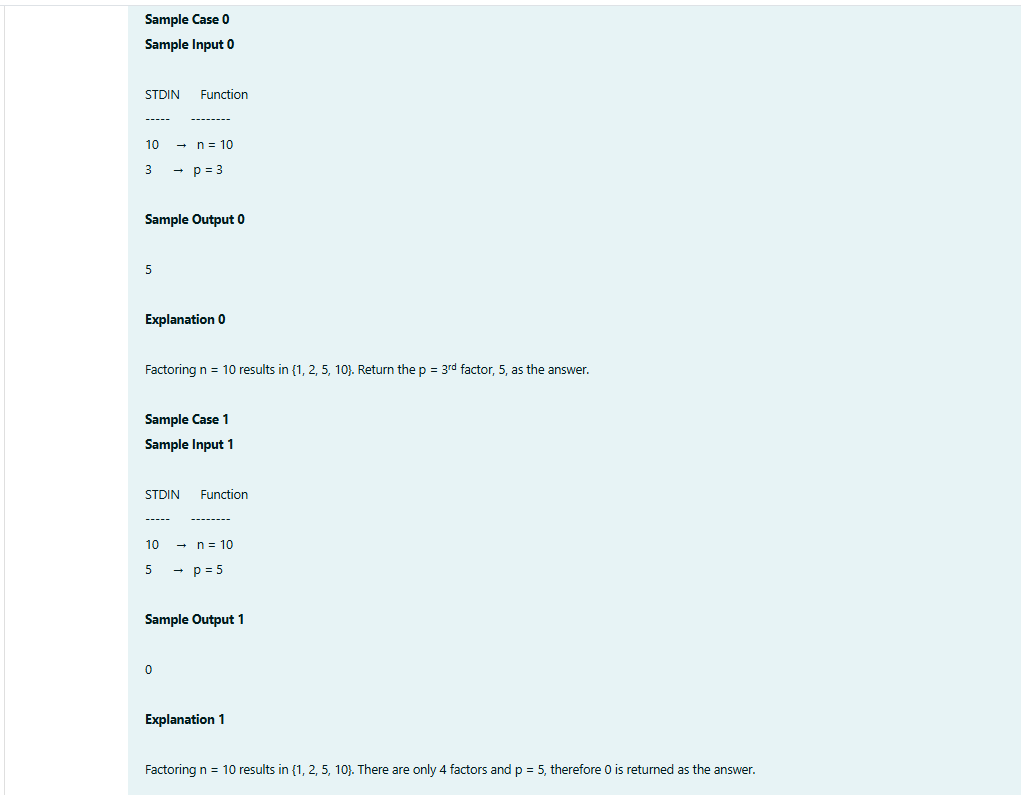 Sample Case 0
Sample Input 0
STDIN Function
----- --------
10 → n = 10
3 → p = 3
Sample Output 0
5
Explanation 0
Factoring n = 10 results in {1, 2, 5, 10}. Return the p = 3rd factor, 5, as the answer.
Sample Case 1
Sample Input 1
STDIN Function
----- --------
10 → n = 10
5 → p = 5
Sample Output 1
0
Explanation 1
Factoring n = 10 results in {1, 2, 5, 10}. There are only 4 factors and p = 5, therefore 0 is returned as the answer.